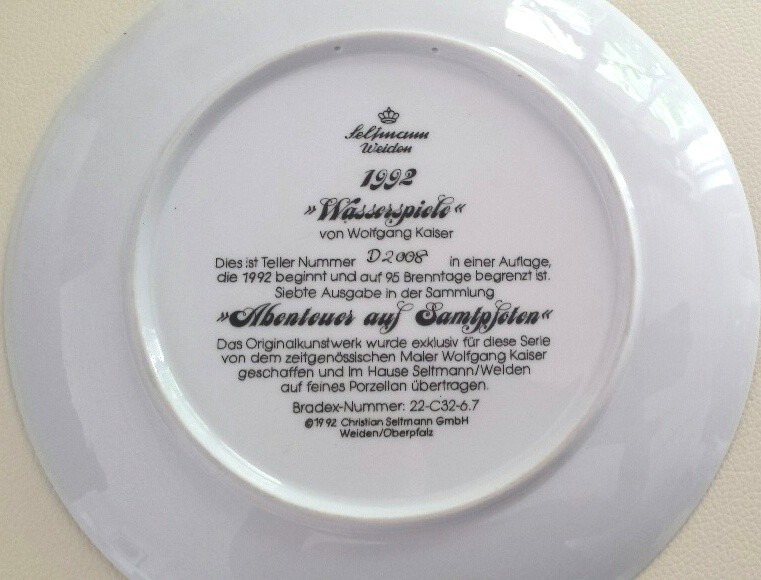 Seltmann
Weiden
1992
»Wasserspiele«
von Wolfgang Kaiser
Dies ist Teller Nummer D2008 in einer Auflage,
die 1992 beginnt und auf 95 Brenntage begrenzt ist.
Siebte Ausgabe in der Sammlung
»Abenteuer auf Samtpfoten«
Das Originalkunstwerk wurde exklusiv für diese Serie
von dem zeitgenössischen Maler Wolfgang Kaiser
geschaffen und im Hause Seltmann/Weiden
auf feines Porzellan übertragen.
Bradex-Nummer: 22-C32-6.7
©1992 Christian Seltmann GmbH
Weiden/Oberpfalz